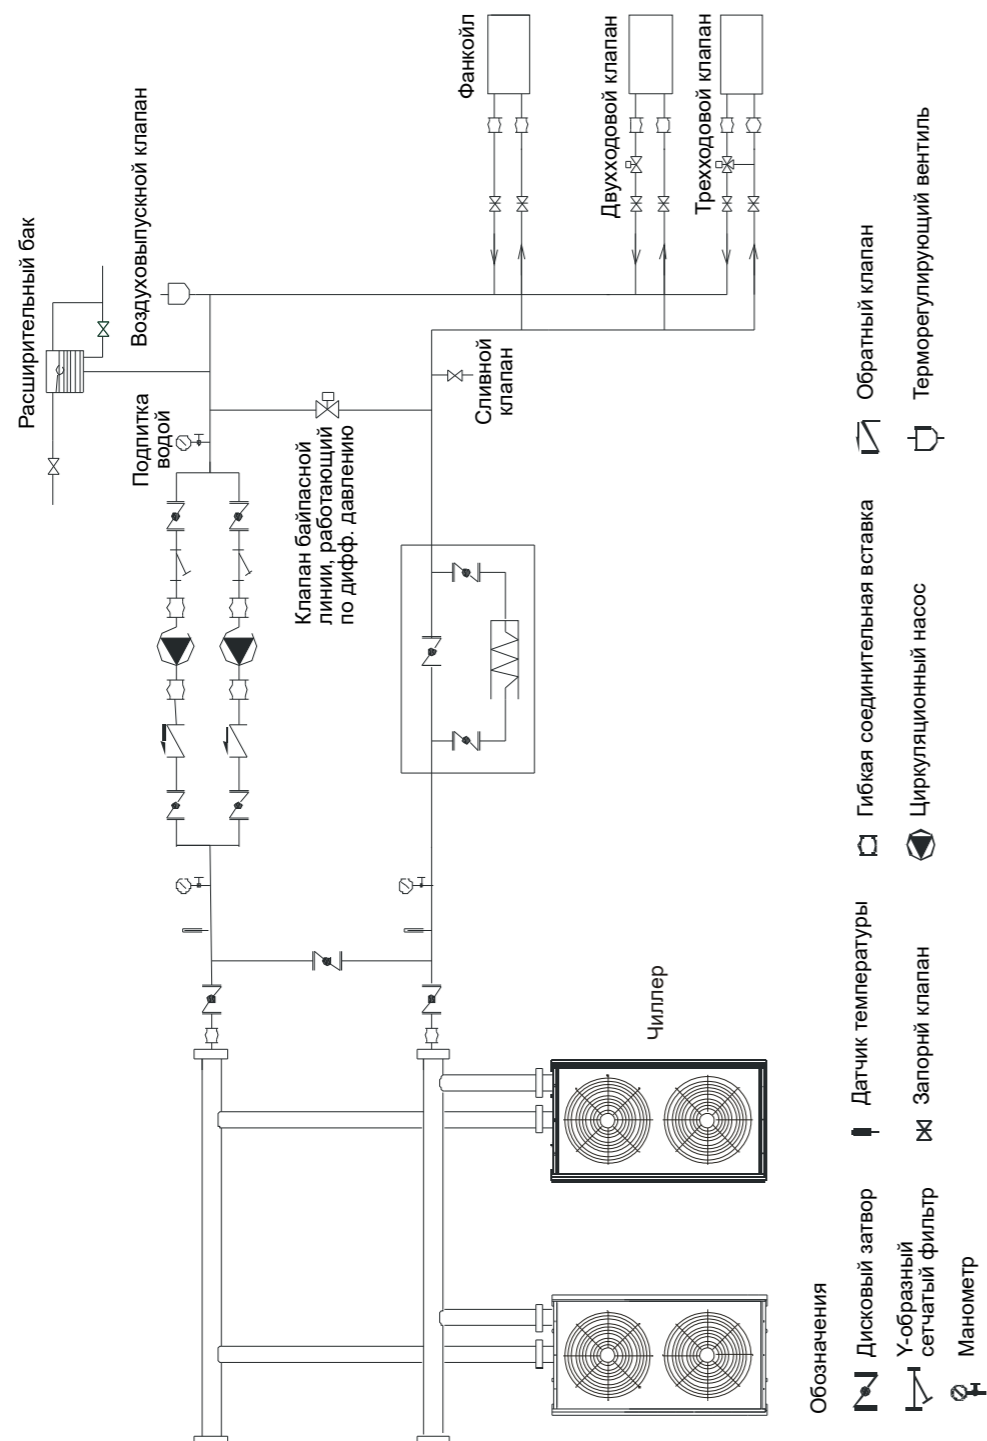 Расширительный бак
Воздуховыпускной клапан
Подпитка
водой
Клапан байпасной
линии, работающий
по дифф. давлению
Сливной
клапан
Фанкойл
Двухходовой клапан
Трехходовой клапан
Чиллер
Обозначения
Дисковый затвор
Датчик температуры
Гибкая соединительная вставка
Обратный клапан
Y-образный
сетчатый фильтр
Запорнй клапан
Циркуляционный насос
Терморегулирующий вентиль
Манометр